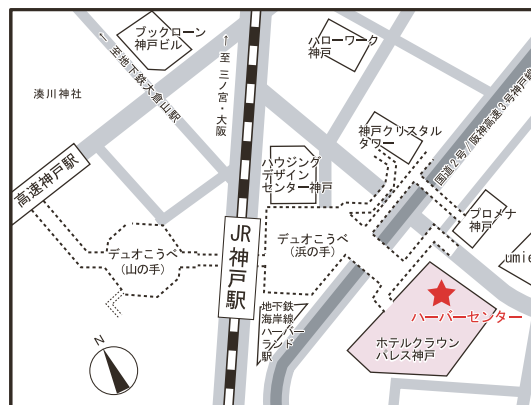 ブックローン
神戸ビル
← 至地下鉄大倉山駅
← 至 三ノ宮・大阪
ハローワーク
神戸
湊川神社
神戸クリスタル
タワー
国道2号/阪神高速3号神戸線
高速神戸駅
ハウジング
デザイン
センター神戸
プロメナ
神戸
デュオこうべ
(山の手)
JR神戸駅
デュオこうべ
(浜の手)
umie
地下鉄
海岸線
ハーバー
ランド
駅
ハーバーセンター
ホテルクラウン
パレス神戸
N